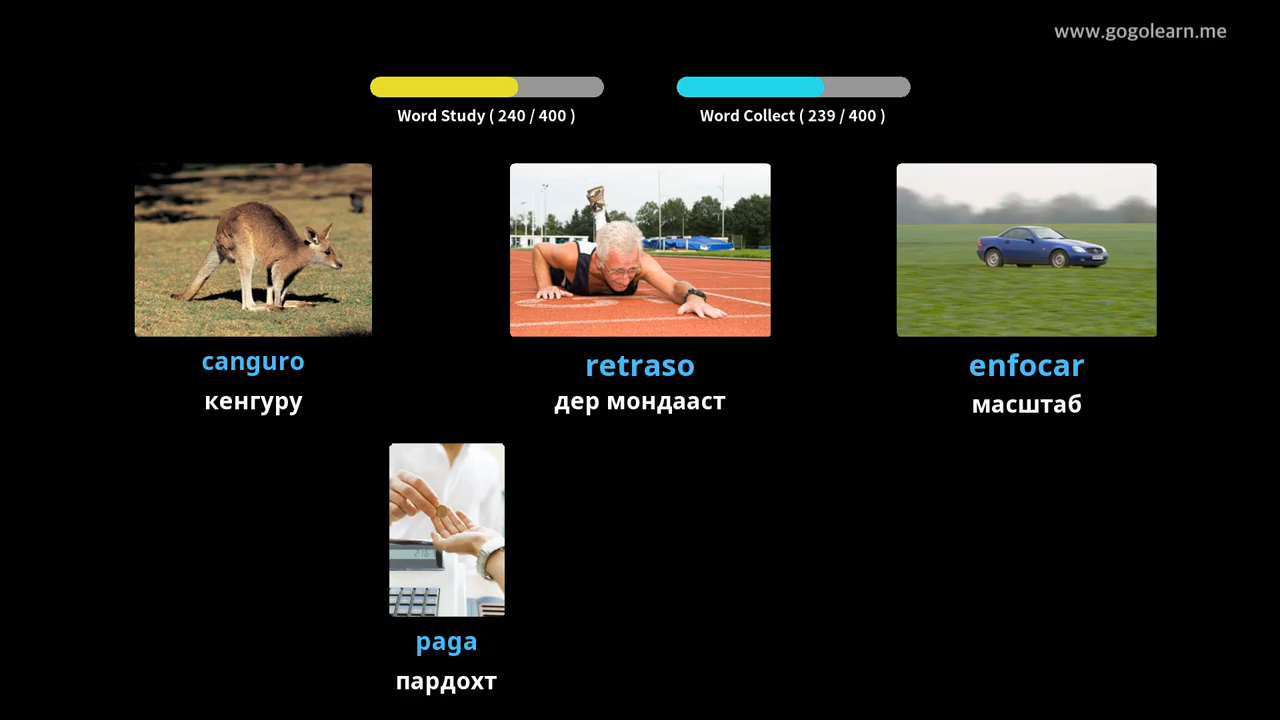 www.gogolearn.me
Word Study ( 240 / 400 )
Word Collect ( 239 / 400 )
canguro
кенгуру
retraso
дер мондааст
enfocar
масштаб
paga
пардохт